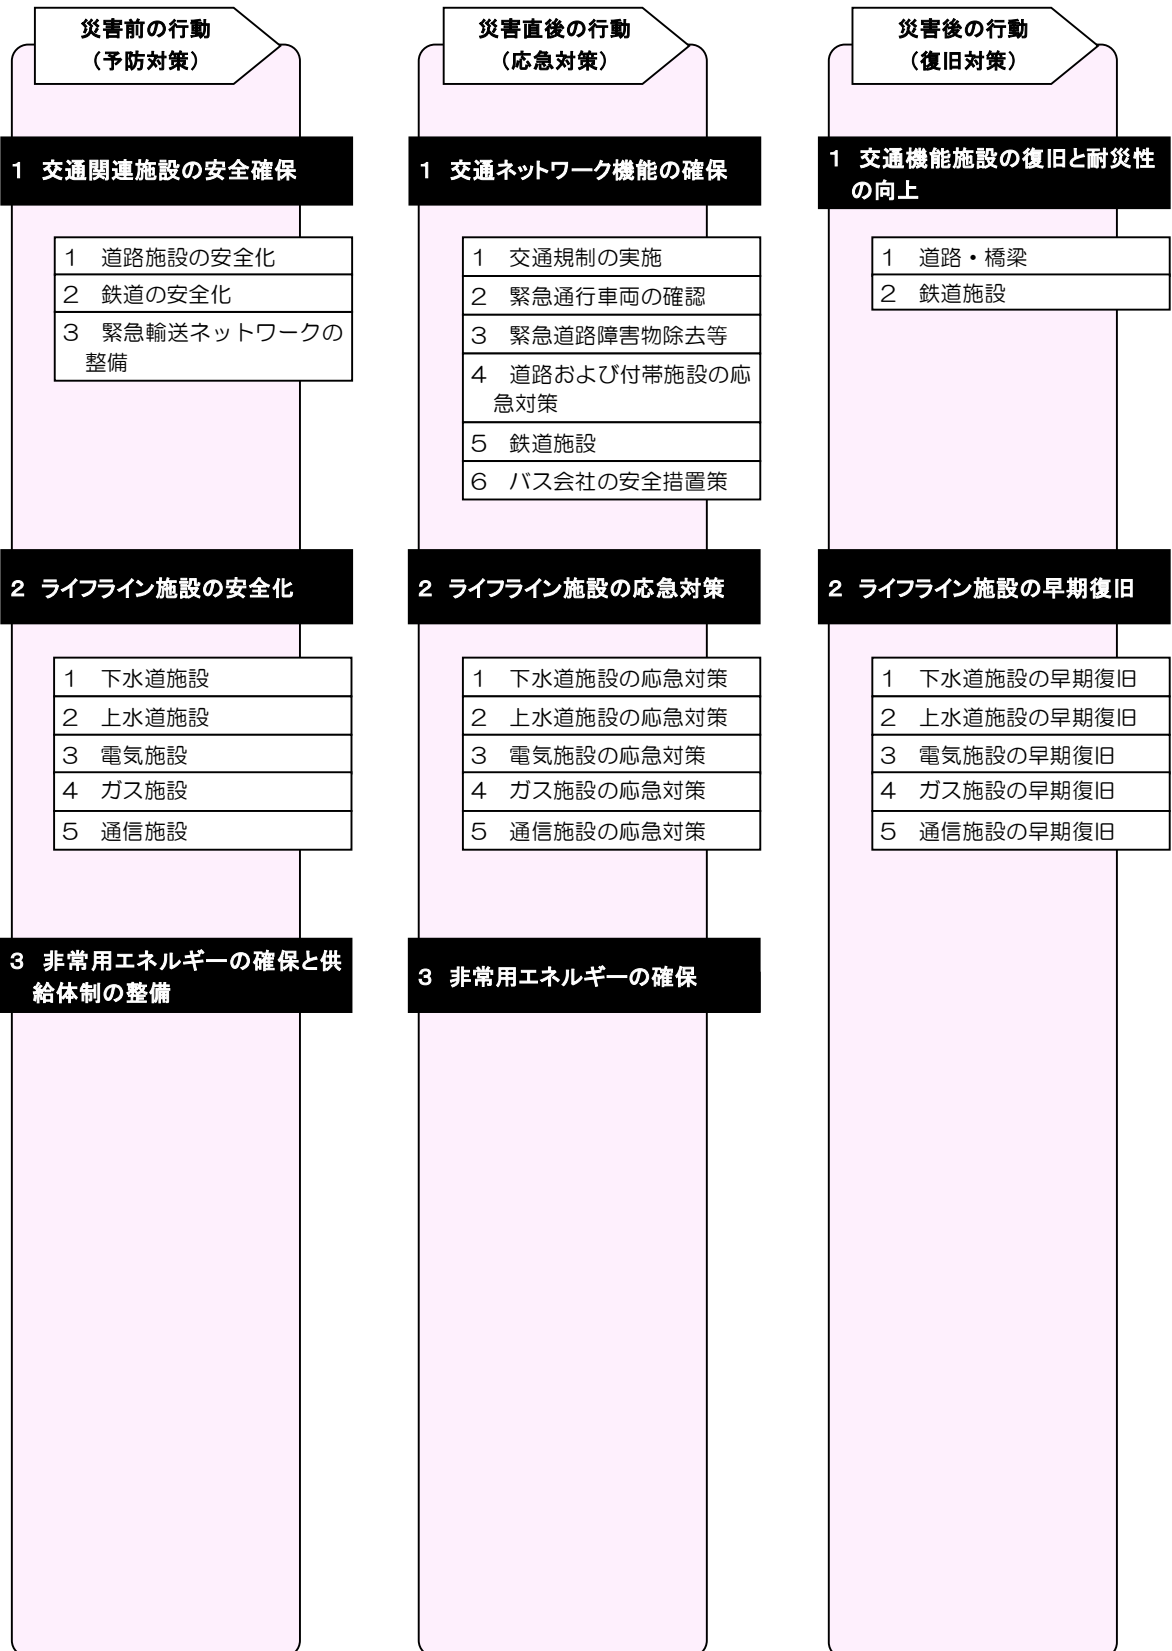 災害前の行動
（予防対策）
1 交通関連施設の安全確保
1 道路施設の安全化
2 鉄道の安全化
3 緊急輸送ネットワークの
整備
2 ライフライン施設の安全化
1 下水道施設
2 上水道施設
3 電気施設
4 ガス施設
5 通信施設
3 非常用エネルギーの確保と供
給体制の整備
災害直後の行動
（応急対策）
1 交通ネットワーク機能の確保
1 交通規制の実施
2 緊急通行車両の確認
3 緊急道路障害物除去等
4 道路および付帯施設の応
急対策
5 鉄道施設
6 バス会社の安全措置策
2 ライフライン施設の応急対策
1 下水道施設の応急対策
2 上水道施設の応急対策
3 電気施設の応急対策
4 ガス施設の応急対策
5 通信施設の応急対策
3 非常用エネルギーの確保
災害後の行動
（復旧対策）
1 交通機能施設の復旧と耐災性
の向上
1 道路・橋梁
2 鉄道施設
2 ライフライン施設の早期復旧
1 下水道施設の早期復旧
2 上水道施設の早期復旧
3 電気施設の早期復旧
4 ガス施設の早期復旧
5 通信施設の早期復旧